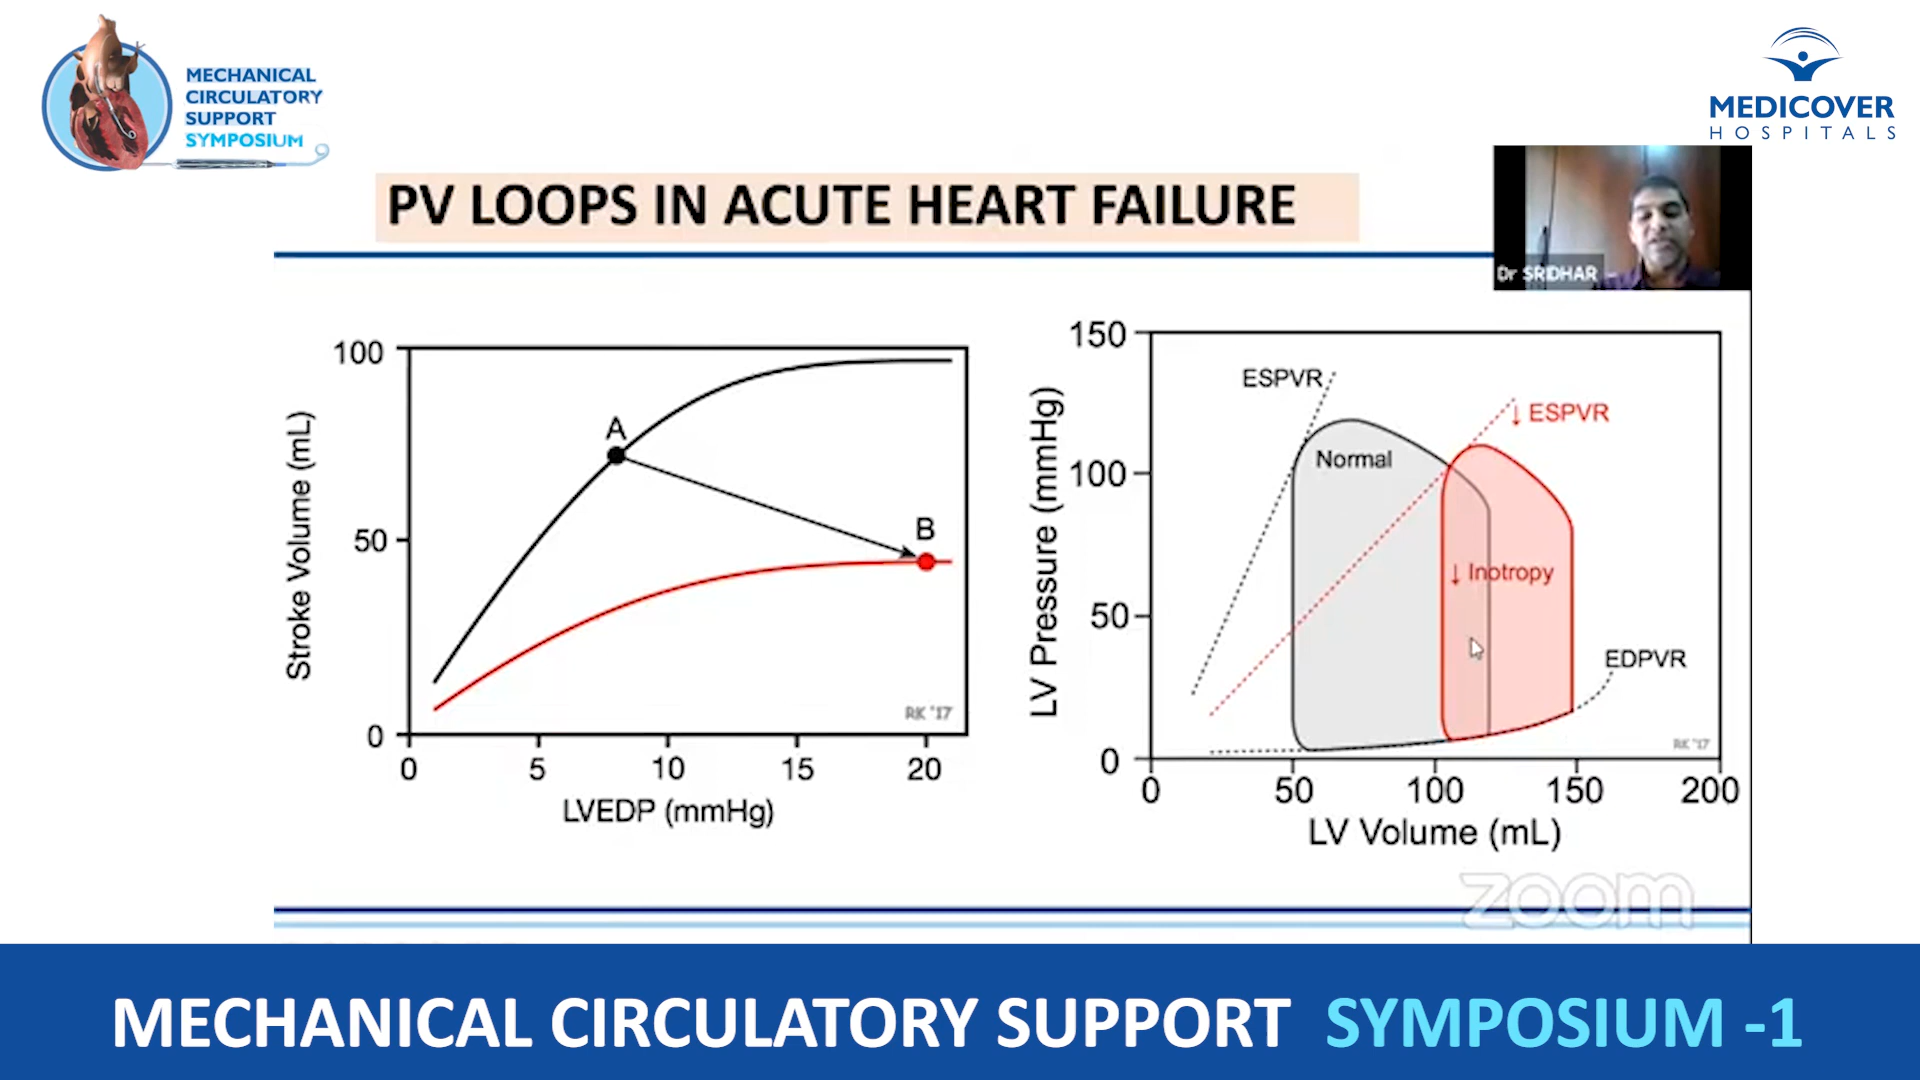 MECHANICAL
CIRCULATORY
SUPPORT
SYMPOSIUM
MEDICOVER
HOSPITALS
PV LOOPS IN ACUTE HEART FAILURE
Dr SRIDHAR
100
50
0
Stroke Volume (mL)
A
B
RK '17
0 5 10 15 20
LVEDP (mmHg)
150
100
50
0
LV Pressure (mmHg)
ESPVR
↓ ESPVR
Normal
↓ Inotropy
EDPVR
RK '17
0 50 100 150 200
LV Volume (mL)
zoom
MECHANICAL CIRCULATORY SUPPORT SYMPOSIUM -1